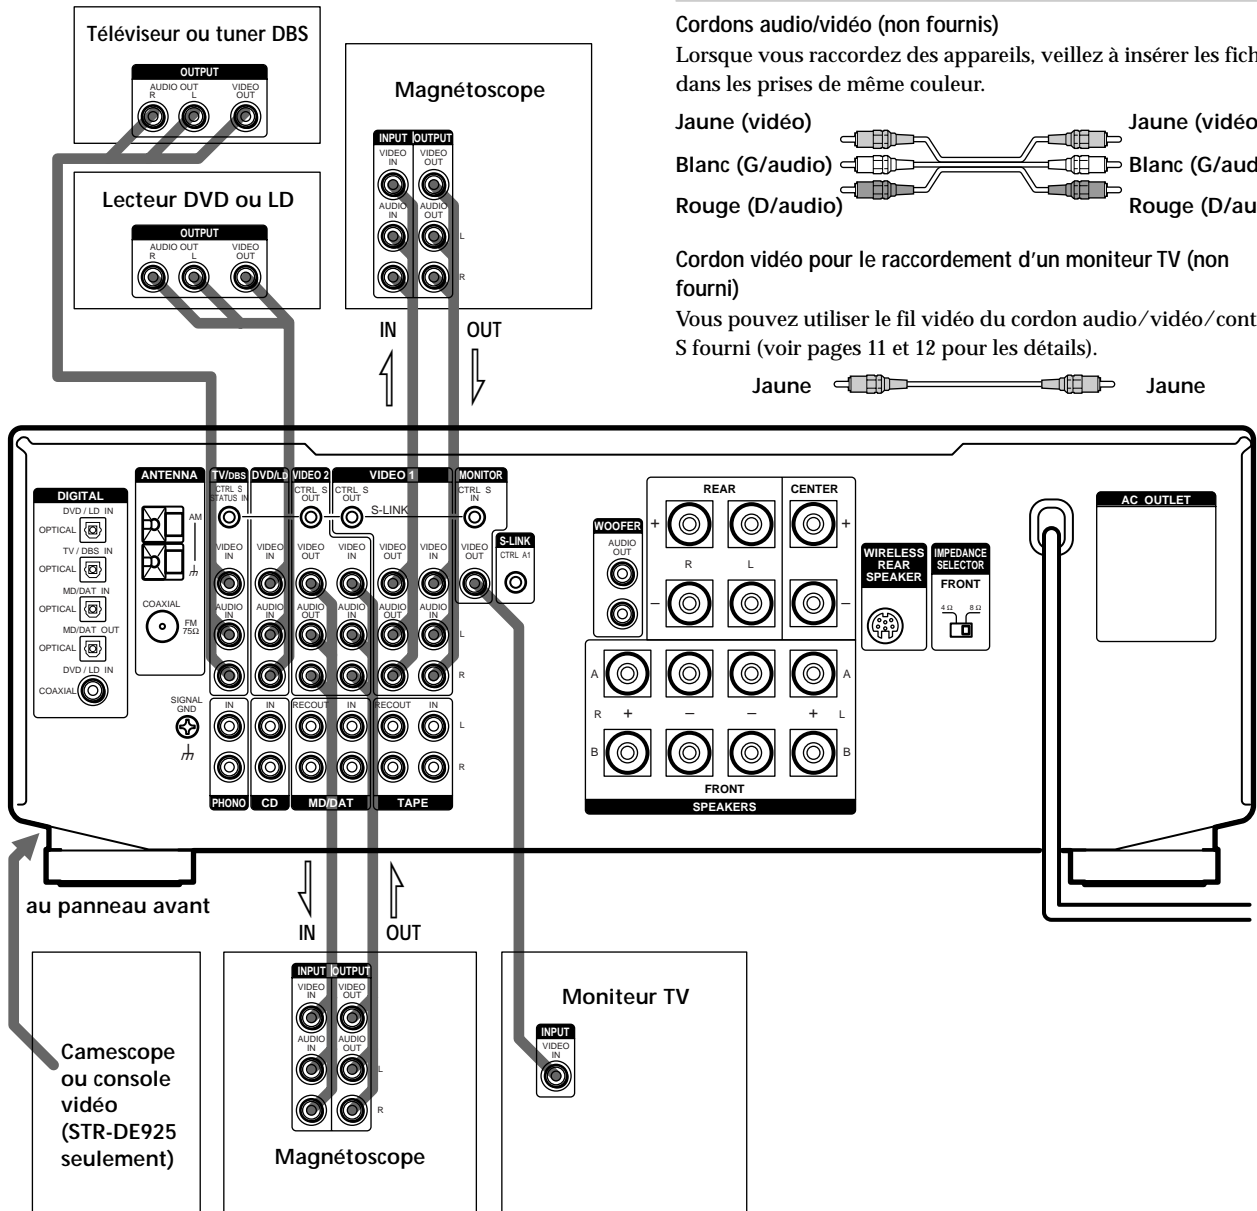 Téléviseur ou tuner DBS
OUTPUT
AUDIO OUT
R L
VIDEO OUT
Lecteur DVD ou LD
OUTPUT
AUDIO OUT
R L
VIDEO OUT
Magnétoscope
INPUT OUTPUT
VIDEO IN
VIDEO OUT
AUDIO IN
AUDIO OUT
L
R
IN OUT
Cordons audio/vidéo (non fournis)
Lorsque vous raccordez des appareils, veillez à insérer les fich
dans les prises de même couleur.
Jaune (vidéo) Jaune (vidéo
Blanc (G/audio) Blanc (G/aud
Rouge (D/audio) Rouge (D/au
Cordon vidéo pour le raccordement d'un moniteur TV (non
fourni)
Vous pouvez utiliser le fil vidéo du cordon audio/vidéo/cont
S fourni (voir pages 11 et 12 pour les détails).
Jaune Jaune
DIGITAL
DVD / LD IN
OPTICAL
TV / DBS IN
OPTICAL
MD/DAT IN
OPTICAL
MD/DAT OUT
OPTICAL
DVD / LD IN
COAXIAL
ANTENNA
AM
COAXIAL
FM
75Ω
SIGNAL
GND
TV/DBS DVD/LD VIDEO 2 VIDEO 1 MONITOR
CTRL S STATUS IN
CTRL S OUT
CTRL S OUT
CTRL S IN
S-LINK
VIDEO IN
VIDEO IN
VIDEO OUT
VIDEO IN
VIDEO OUT
VIDEO IN
VIDEO OUT
AUDIO IN
AUDIO IN
AUDIO OUT
AUDIO IN
AUDIO OUT
AUDIO IN
L
R
S-LINK
CTRL A1
IN IN REC OUT IN REC OUT IN
L
R
PHONO CD MD/DAT TAPE
WOOFER
AUDIO
OUT
REAR CENTER
+ +
R L
– –
A A
R + – – + L
B B
FRONT
SPEAKERS
WIRELESS
REAR
SPEAKER
IMPEDANCE
SELECTOR
FRONT
4Ω 8Ω
AC OUTLET
au panneau avant
IN OUT
Camescope
ou console
vidéo
(STR-DE925
seulement)
INPUT OUTPUT
VIDEO IN
VIDEO OUT
AUDIO IN
AUDIO OUT
L
R
Magnétoscope
Moniteur TV
INPUT
VIDEO
IN